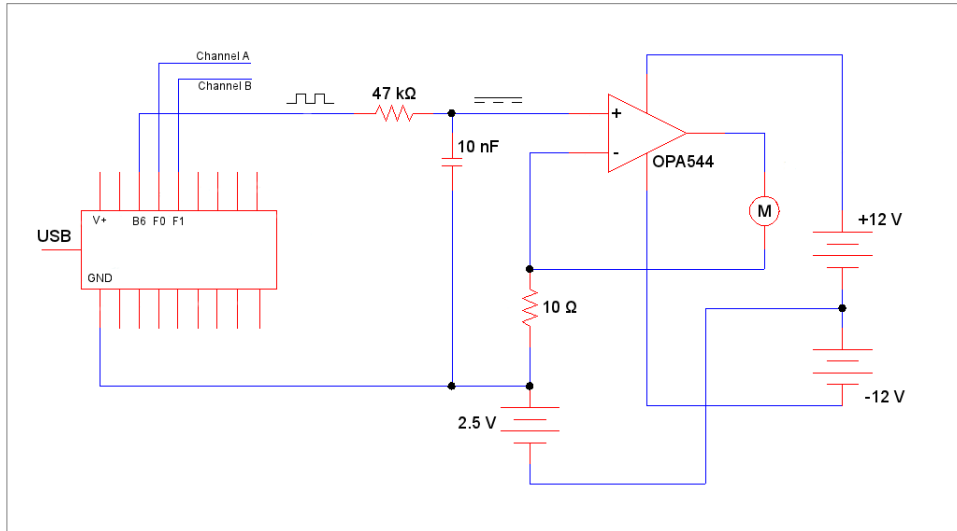 Channel A
Channel B
47 kΩ
10 nF
+
-
OPA544
V+ B6 F0 F1
USB
GND
M
+12 V
10 Ω
-12 V
2.5 V